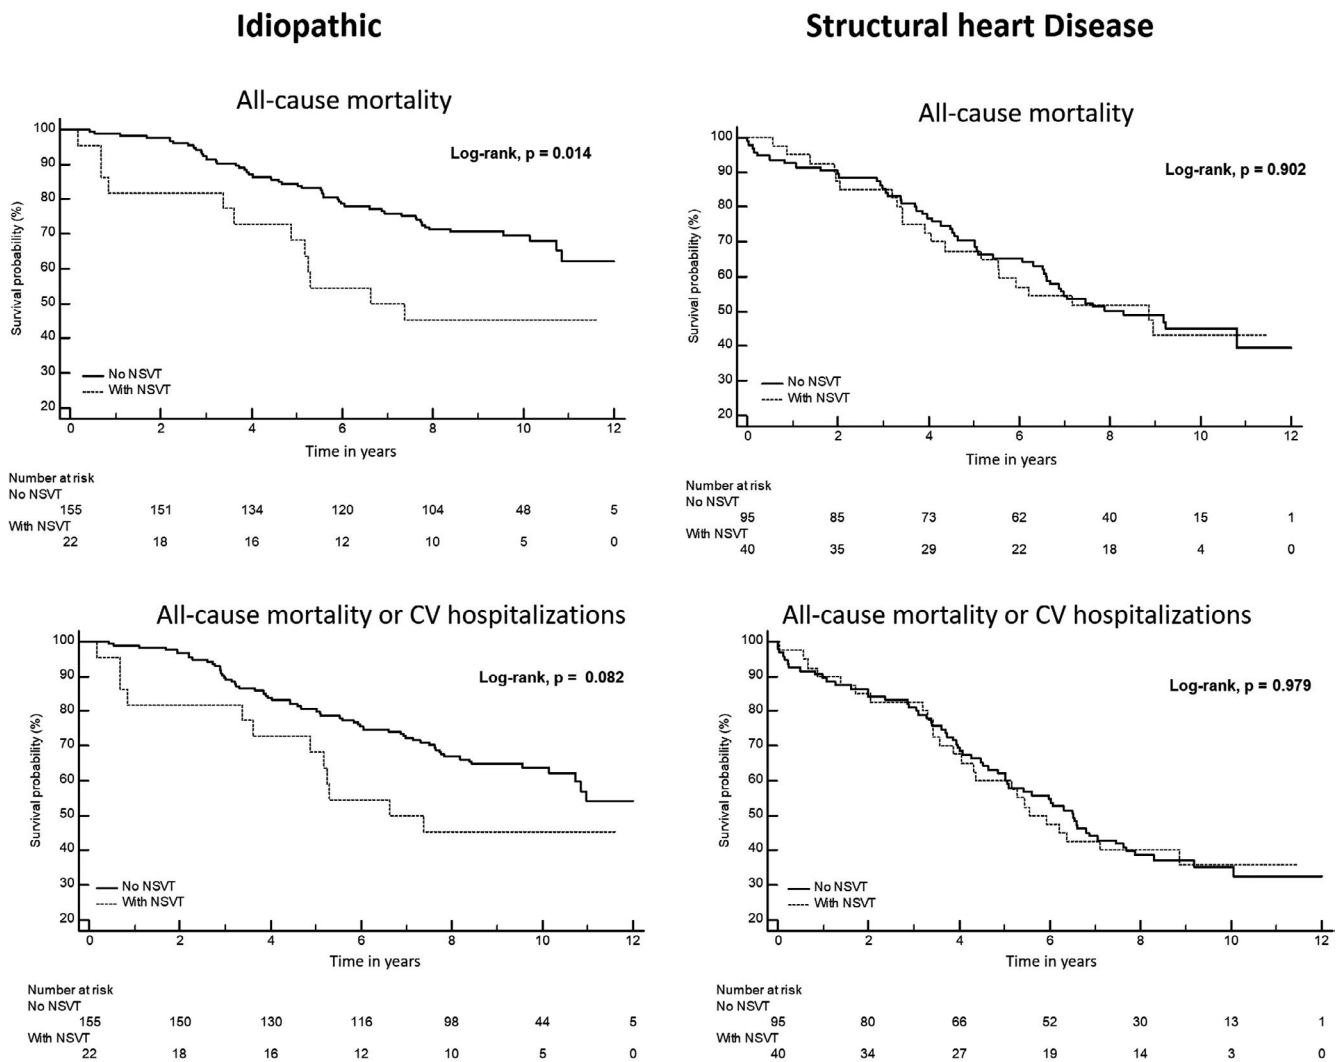 Idiopathic
Structural heart Disease
All-cause mortality
Log-rank, p = 0.014
Survival probability (%)
100
90
80
70
60
50
40
30
20
No NSVT
With NSVT
0 2 4 6 8 10 12
Time in years
Number at risk
No NSVT
155 151 134 120 104 48 5
With NSVT
22 18 16 12 10 5 0
All-cause mortality
Log-rank, p = 0.902
Survival probability (%)
100
90
80
70
60
50
40
30
20
No NSVT
With NSVT
0 2 4 6 8 10 12
Time in years
Number at risk
No NSVT
95 85 73 62 40 15 1
With NSVT
40 35 29 22 18 4 0
All-cause mortality or CV hospitalizations
Log-rank, p = 0.082
Survival probability (%)
100
90
80
70
60
50
40
30
20
No NSVT
With NSVT
0 2 4 6 8 10 12
Time in years
Number at risk
No NSVT
155 150 130 116 98 44 5
With NSVT
22 18 16 12 10 5 0
All-cause mortality or CV hospitalizations
Log-rank, p = 0.979
Survival probability (%)
100
90
80
70
60
50
40
30
20
No NSVT
With NSVT
0 2 4 6 8 10 12
Time in years
Number at risk
No NSVT
95 80 66 52 30 13 1
With NSVT
40 34 27 19 14 3 0